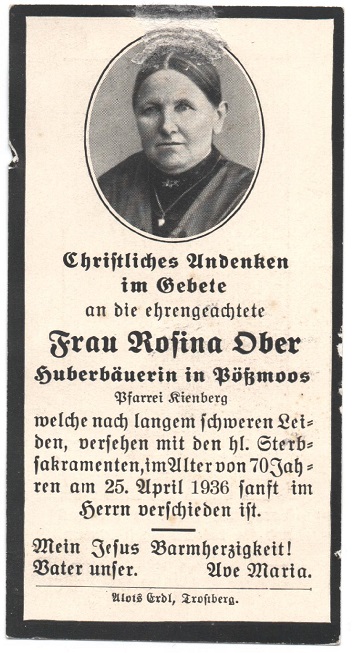 Christliches Andenken
im Gebete
an die ehrengeachtete
Frau Rosina Ober
Huberbäuerin in Pößmoos
Pfarrei Kienberg
welche nach langem schweren Lei-
den, versehen mit den hl. Sterb-
sakramenten, im Alter von 70 Jah-
ren am 25. April 1936 sanft im
Herrn verschieden ist.
Mein Jesus Barmherzigkeit!
Vater unser. Ave Maria.
Alois Erdl, Trostberg.